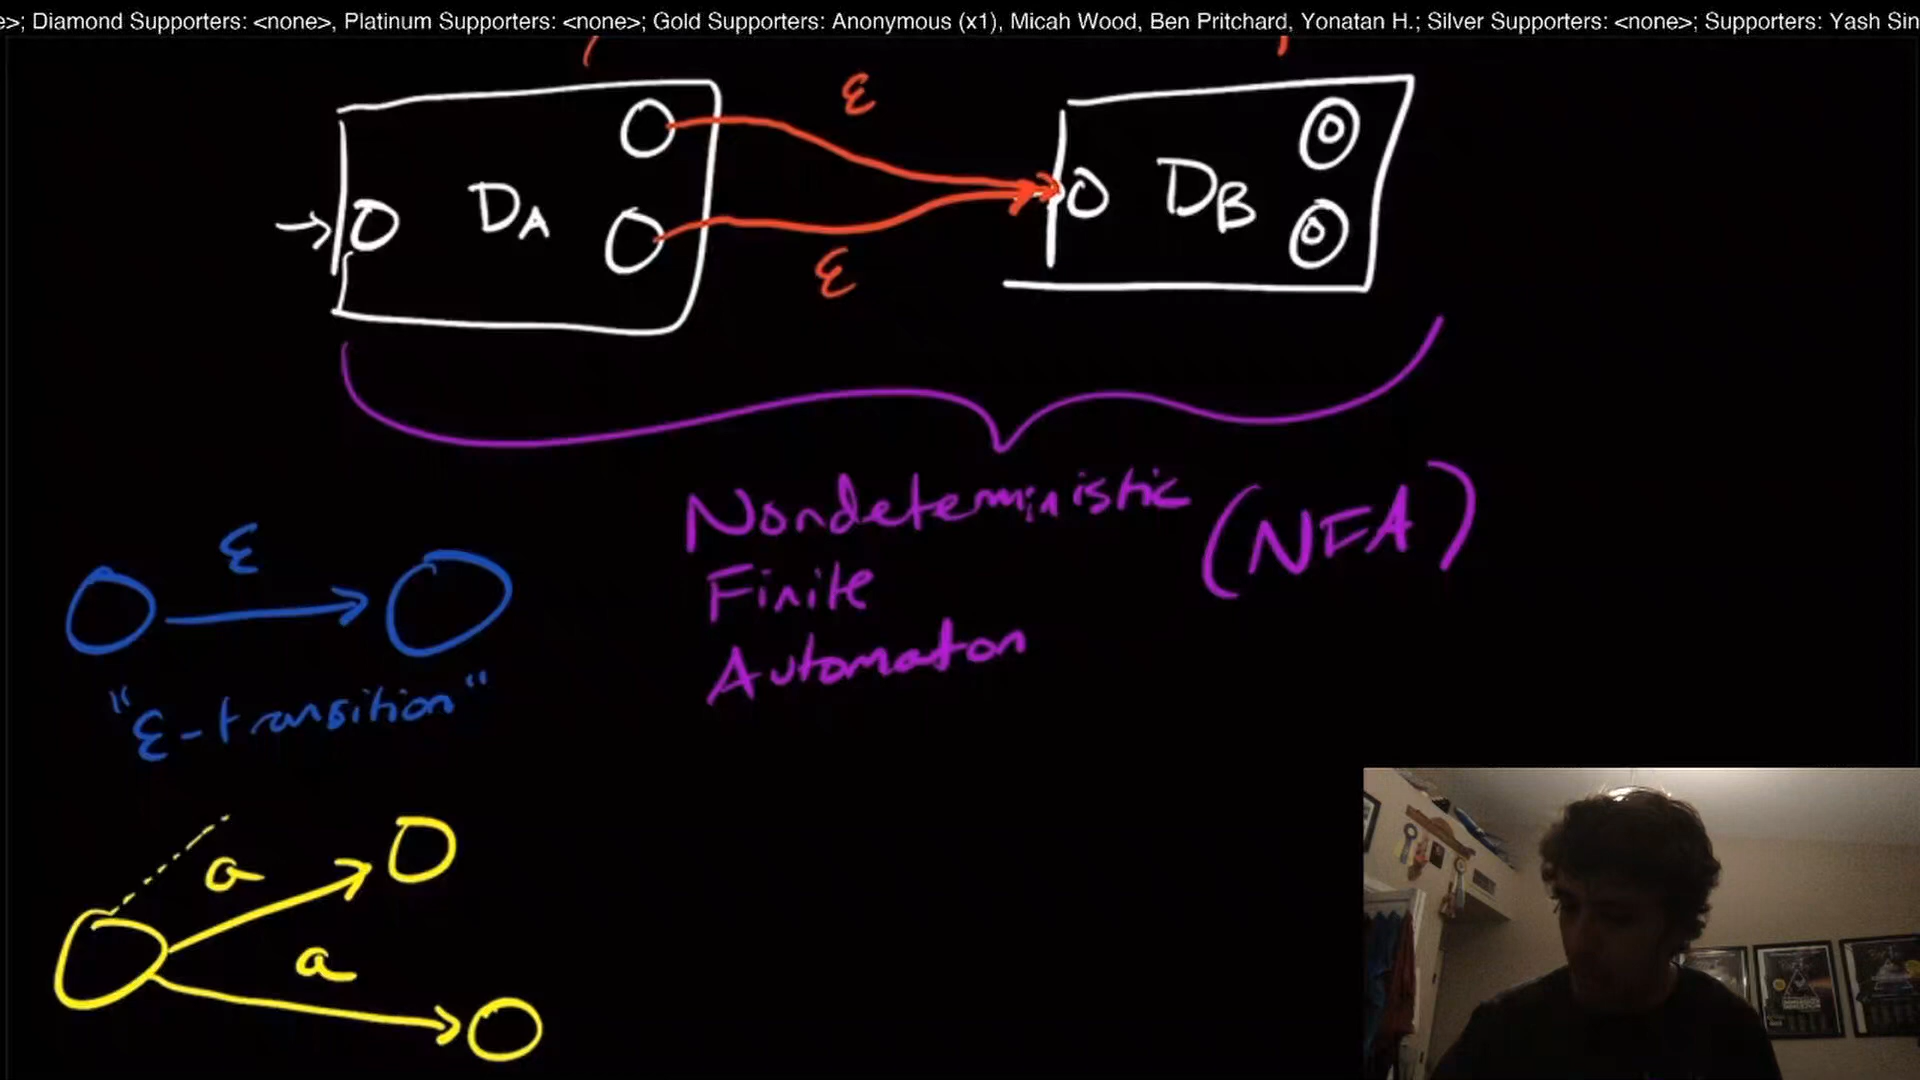 e>; Diamond Supporters: <none>, Platinum Supporters: <none>; Gold Supporters: Anonymous (x1), Micah Wood, Ben Pritchard, Yonatan H.; Silver Supporters: <none>; Supporters: Yash Sin
ε
DA
DB
ε
Nondeterministic (NFA)
Finite
Automaton
ε
"ε-transition"
a
a